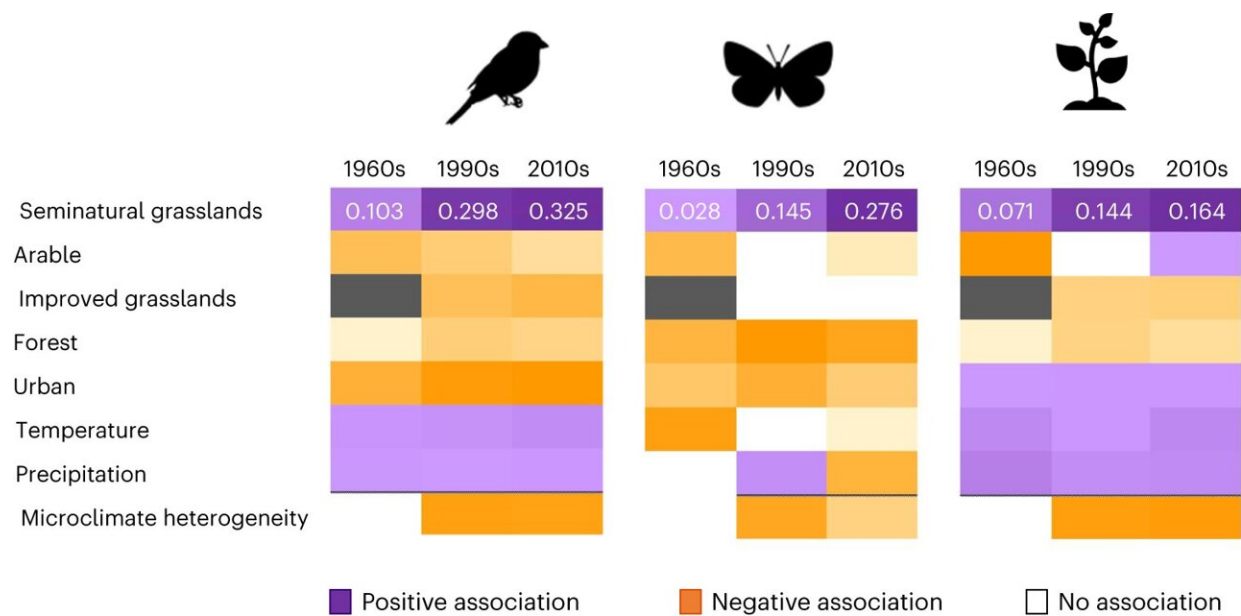 1960s 1990s 2010s 1960s 1990s 2010s 1960s 1990s 2010s
Seminatural grasslands 0.103 0.298 0.325 0.028 0.145 0.276 0.071 0.144 0.164
Arable
Improved grasslands
Forest
Urban
Temperature
Precipitation
Microclimate heterogeneity
Positive association Negative association No association